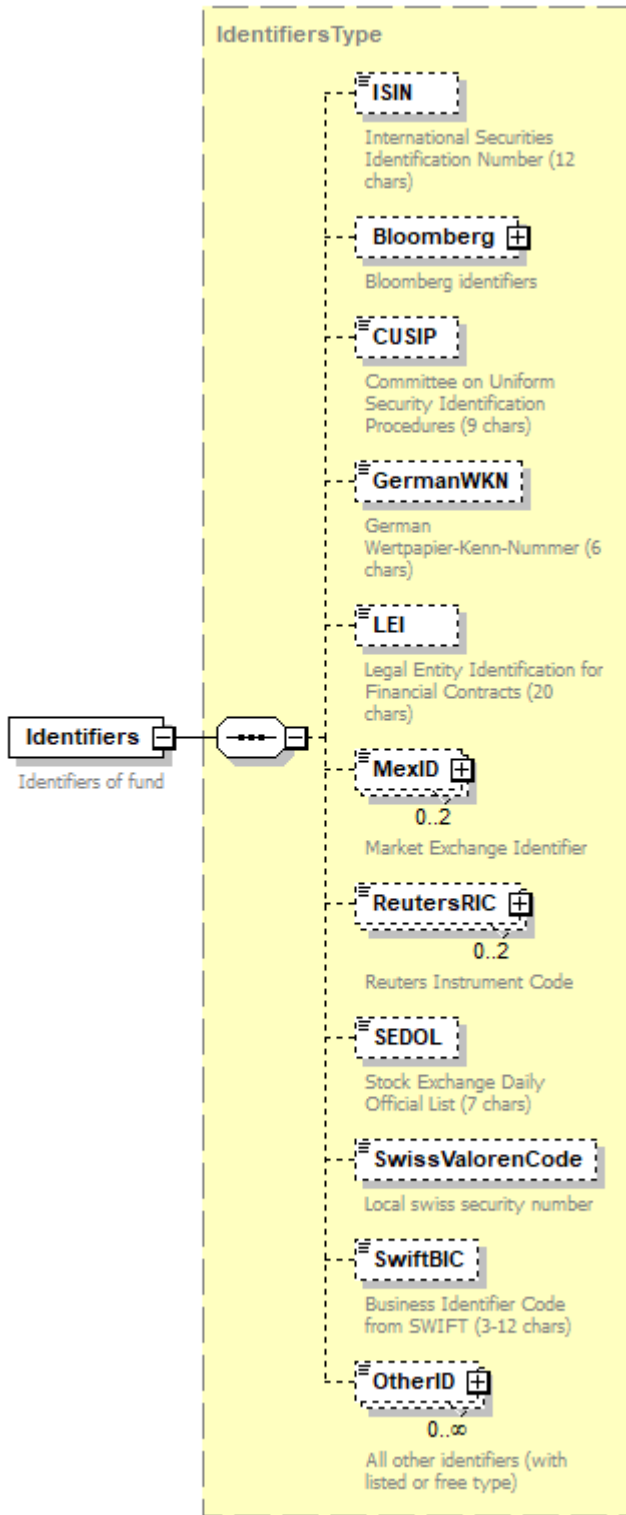 IdentifiersType
ISIN
International Securities
Identification Number (12
chars)
Bloomberg
Bloomberg identifiers
CUSIP
Committee on Uniform
Security Identification
Procedures (9 chars)
GermanWKN
German
Wertpapier-Kenn-Nummer (6
chars)
LEI
Legal Entity Identification for
Financial Contracts (20
chars)
Identifiers
Identifiers of fund
MexID
0..2
Market Exchange Identifier
ReutersRIC
0..2
Reuters Instrument Code
SEDOL
Stock Exchange Daily
Official List (7 chars)
SwissValorenCode
Local swiss security number
SwiftBIC
Business Identifier Code
from SWIFT (3-12 chars)
OtherID
0..∞
All other identifiers (with
listed or free type)